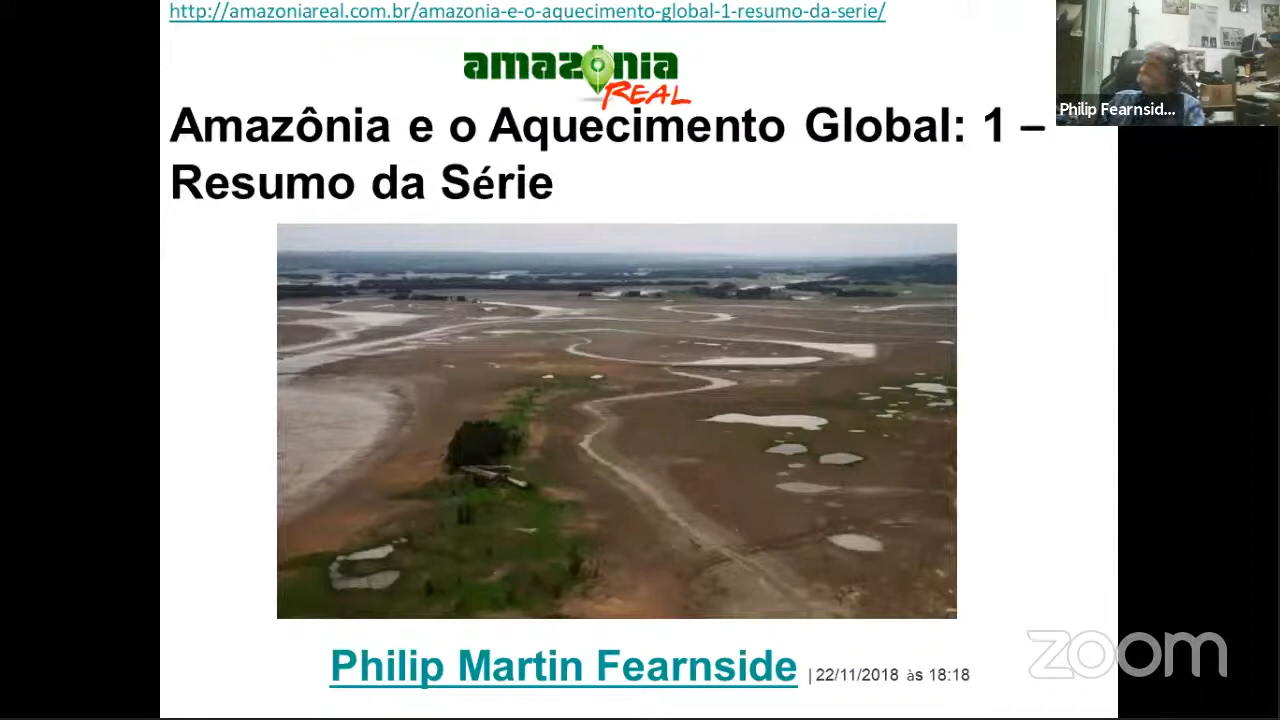 http://amazoniareal.com.br/amazonia-e-o-aquecimento-global-1-resumo-da-serie/
amazônia
REAL
Philip Fearnsid...
Amazônia e o Aquecimento Global: 1 –
Resumo da Série
Philip Martin Fearnside | 22/11/2018 às 18:18
zoom